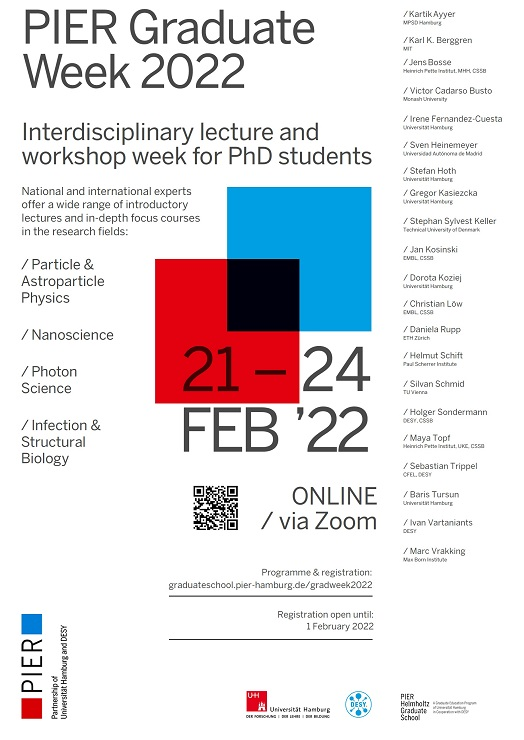 PIER Graduate
Week 2022
Interdisciplinary lecture and
workshop week for PhD students
National and international experts
offer a wide range of introductory
lectures and in-depth focus courses
in the research fields:
/ Particle &
Astroparticle
Physics
/ Nanoscience
/ Photon
Science
/ Infection &
Structural
Biology
21 – 24
FEB ’22
ONLINE
/ via Zoom
Programme & registration:
graduateschool.pier-hamburg.de/gradweek2022
Registration open until:
1 February 2022
/ Kartik Ayyer
MPSD Hamburg
/ Karl K. Berggren
MIT
/ Jens Bosse
Heinrich Pette Institut, MHH, CSSB
/ Victor Cadarso Busto
Monash University
/ Irene Fernandez-Cuesta
Universität Hamburg
/ Sven Heinemeyer
Universidad Autónoma de Madrid
/ Stefan Hoth
Universität Hamburg
/ Gregor Kasiezcka
Universität Hamburg
/ Stephan Sylvest Keller
Technical University of Denmark
/ Jan Kosinski
EMBL, CSSB
/ Dorota Koziej
Universität Hamburg
/ Christian Löw
EMBL, CSSB
/ Daniela Rupp
ETH Zürich
/ Helmut Schift
Paul Scherrer Institute
/ Silvan Schmid
TU Vienna
/ Holger Sondermann
DESY, CSSB
/ Maya Topf
Heinrich Pette Institut, UKE, CSSB
/ Sebastian Trippel
CFEL, DESY
/ Baris Tursun
Universität Hamburg
/ Ivan Vartaniants
DESY
/ Marc Vrakking
Max Born Institute
PIER
Partnership of
Universität Hamburg and DESY
UH
Universität Hamburg
DER FORSCHUNG | DER LEHRE | DER BILDUNG
DESY.
PIER
Helmholtz
Graduate
School
A Graduate Education Program
of Universität Hamburg
in Cooperation with DESY